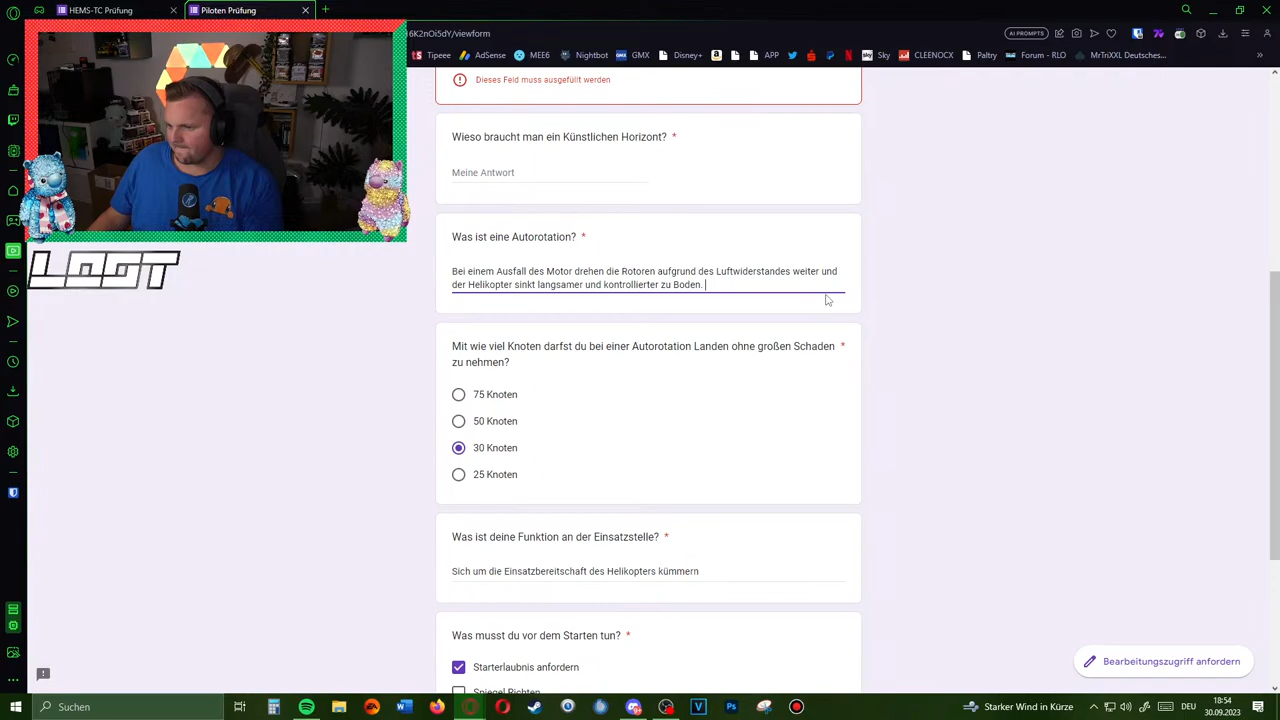 HEMS-TC Prüfung
Piloten Prüfung
6K2nOi5dY/viewform
AI PROMPTS
Tipeee
AdSense
MEE6
Nightbot
GMX
Disney+
APP
Sky
CLEENOCX
Paltry
Forum - RLO
MrTnXXL Deutsches...
Dieses Feld muss ausgefüllt werden
Wieso braucht man ein Künstlichen Horizont? *
Meine Antwort
Was ist eine Autorotation? *
Bei einem Ausfall des Motor drehen die Rotoren aufgrund des Luftwiderstandes weiter und
der Helikopter sinkt langsamer und kontrollierter zu Boden.
LOOT
Mit wie viel Knoten darfst du bei einer Autorotation Landen ohne großen Schaden *
zu nehmen?
75 Knoten
50 Knoten
30 Knoten
25 Knoten
Was ist deine Funktion an der Einsatzstelle? *
Sich um die Einsatzbereitschaft des Helikopters kümmern
Was musst du vor dem Starten tun? *
Starterlaubnis anfordern
Spiegel Richten
Bearbeitungszugriff anfordern
Suchen
Starker Wind in Kürze
DEU
18:54
30.09.2023